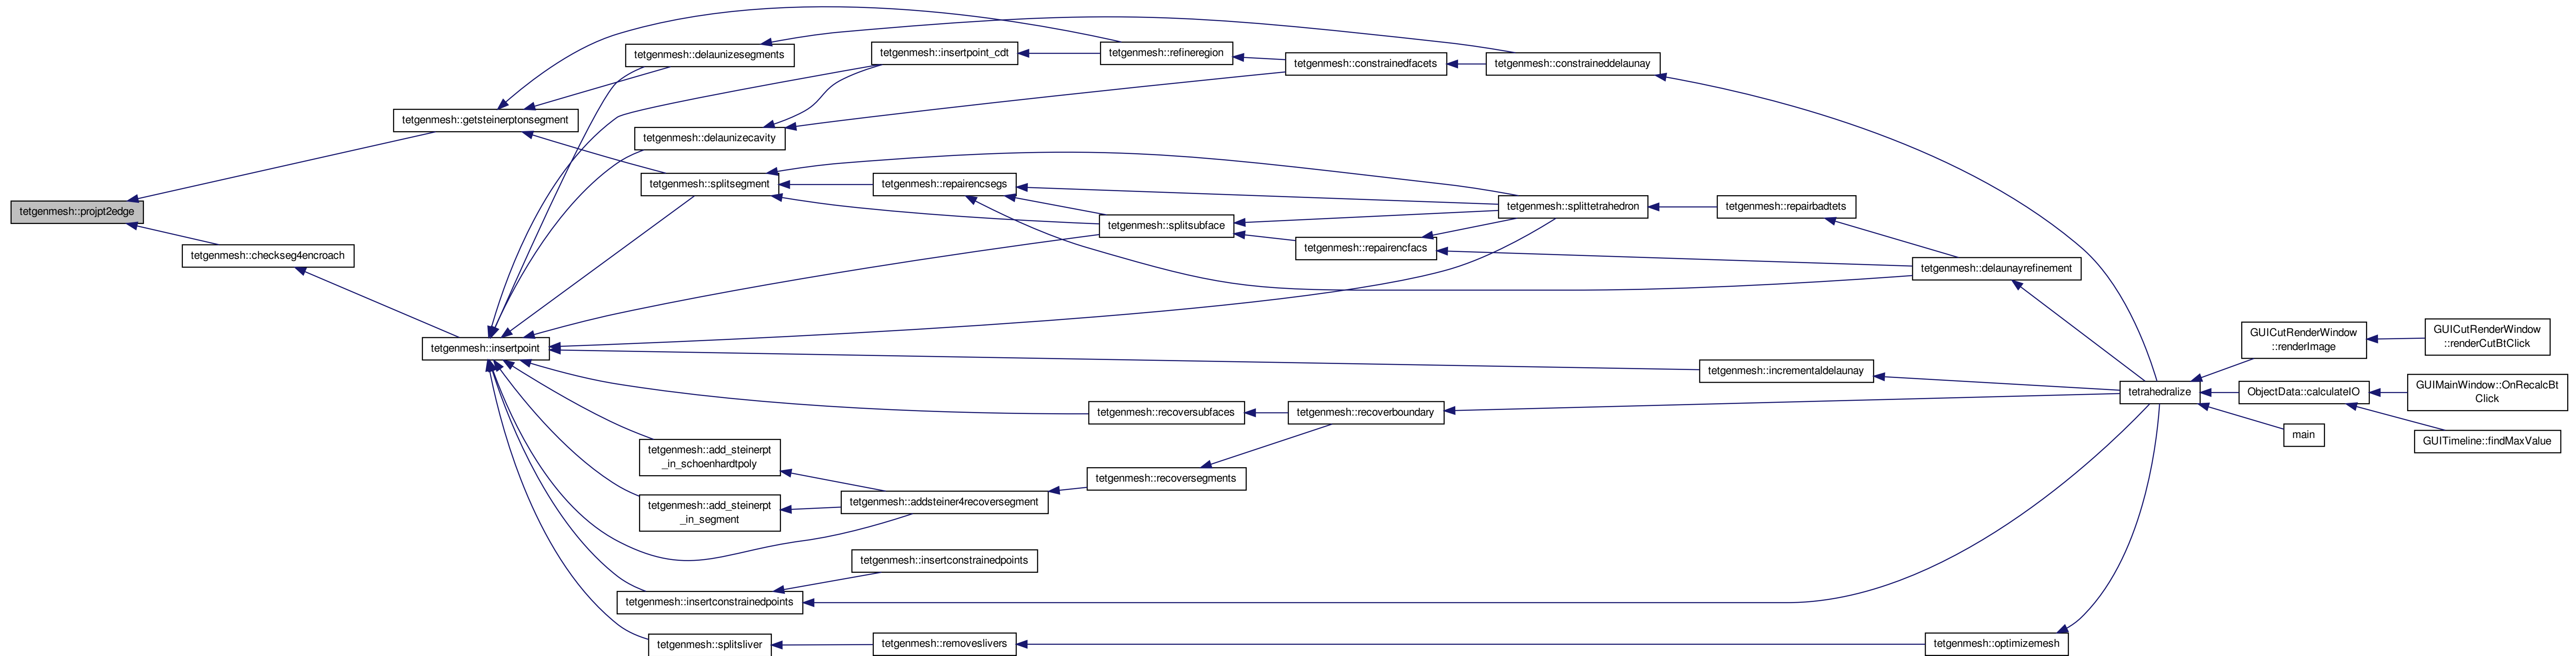 tetgenmesh::projpt2edge
tetgenmesh::getsteinerptonsegment
tetgenmesh::checkseg4encroach
tetgenmesh::insertpoint
tetgenmesh::delaunizesegments
tetgenmesh::delaunizecavity
tetgenmesh::splitsegment
tetgenmesh::add_steinerpt
_in_schoenhardtpoly
tetgenmesh::add_steinerpt
_in_segment
tetgenmesh::insertconstrainedpoints
tetgenmesh::splitsliver
tetgenmesh::insertpoint_cdt
tetgenmesh::repairencsegs
tetgenmesh::addsteiner4recoversegment
tetgenmesh::insertconstrainedpoints
tetgenmesh::removeslivers
tetgenmesh::refineregion
tetgenmesh::splitsubface
tetgenmesh::recoversubfaces
tetgenmesh::recoversegments
tetgenmesh::constrainedfacets
tetgenmesh::repairencfacs
tetgenmesh::recoverboundary
tetgenmesh::constraineddelaunay
tetgenmesh::splittetrahedron
tetgenmesh::repairbadtets
tetgenmesh::incrementaldelaunay
tetgenmesh::delaunayrefinement
tetgenmesh::optimizemesh
tetrahedralize
GUICutRenderWindow
::renderImage
ObjectData::calculateIO
main
GUICutRenderWindow
::renderCutBtClick
GUIMainWindow::OnRecalcBt
Click
GUITimeline::findMaxValue